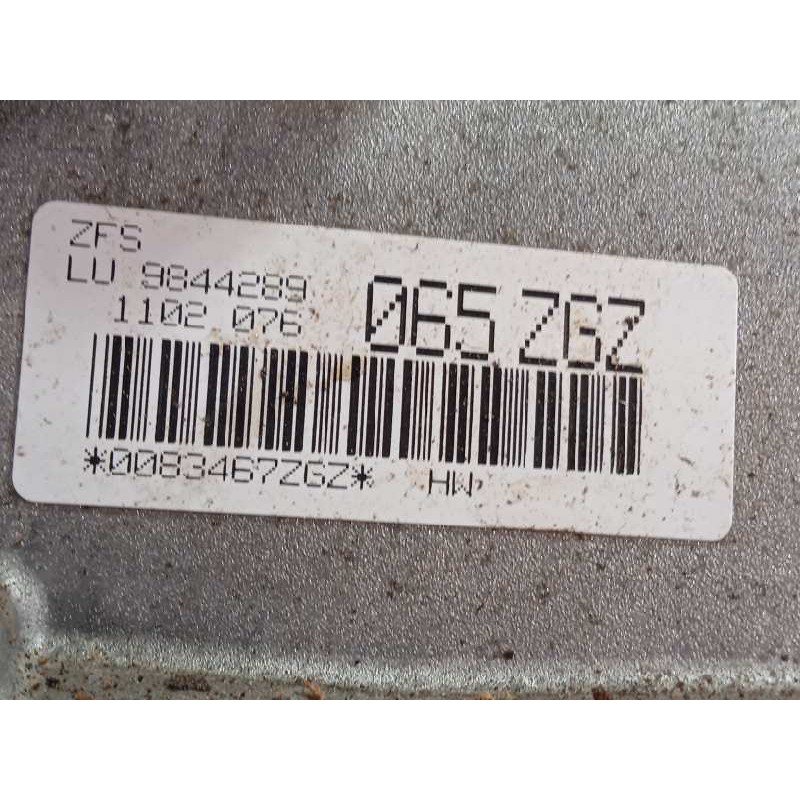 ZFS
LU 9844289
1102 076
065 ZGZ
*0083467ZGZ* HW